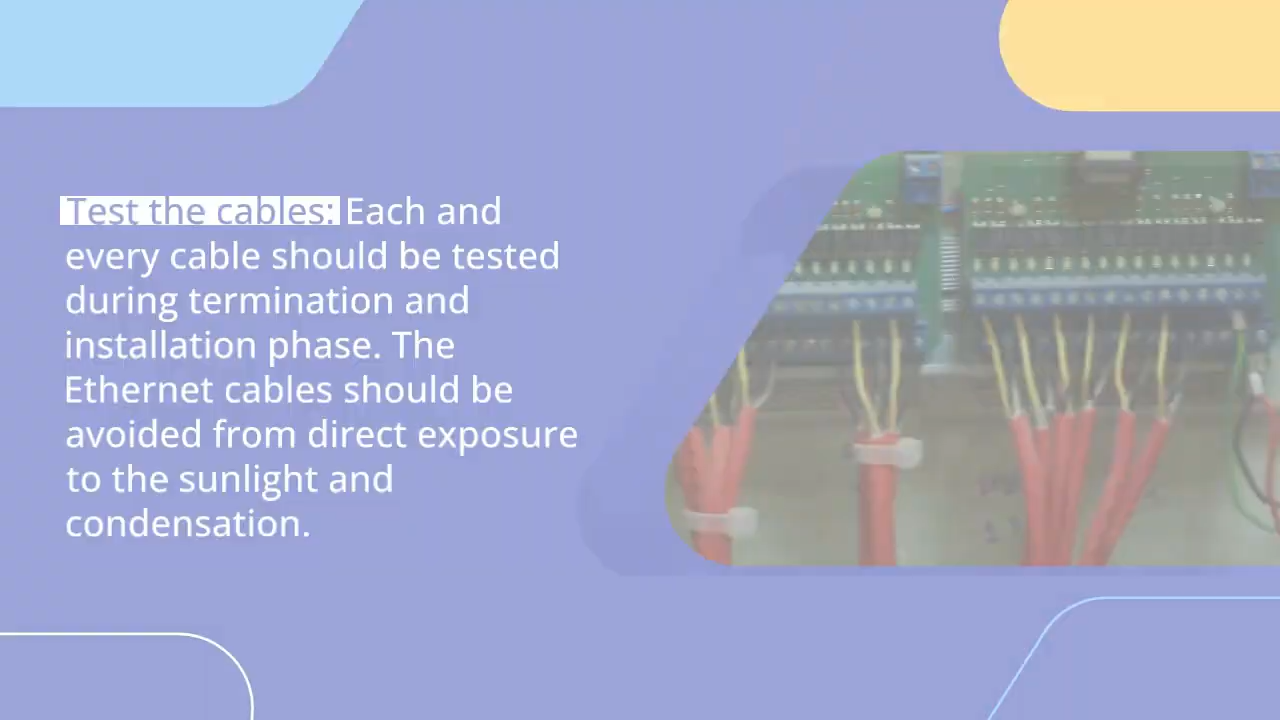 Test the cables: Each and
every cable should be tested
during termination and
installation phase. The
Ethernet cables should be
avoided from direct exposure
to the sunlight and
condensation.